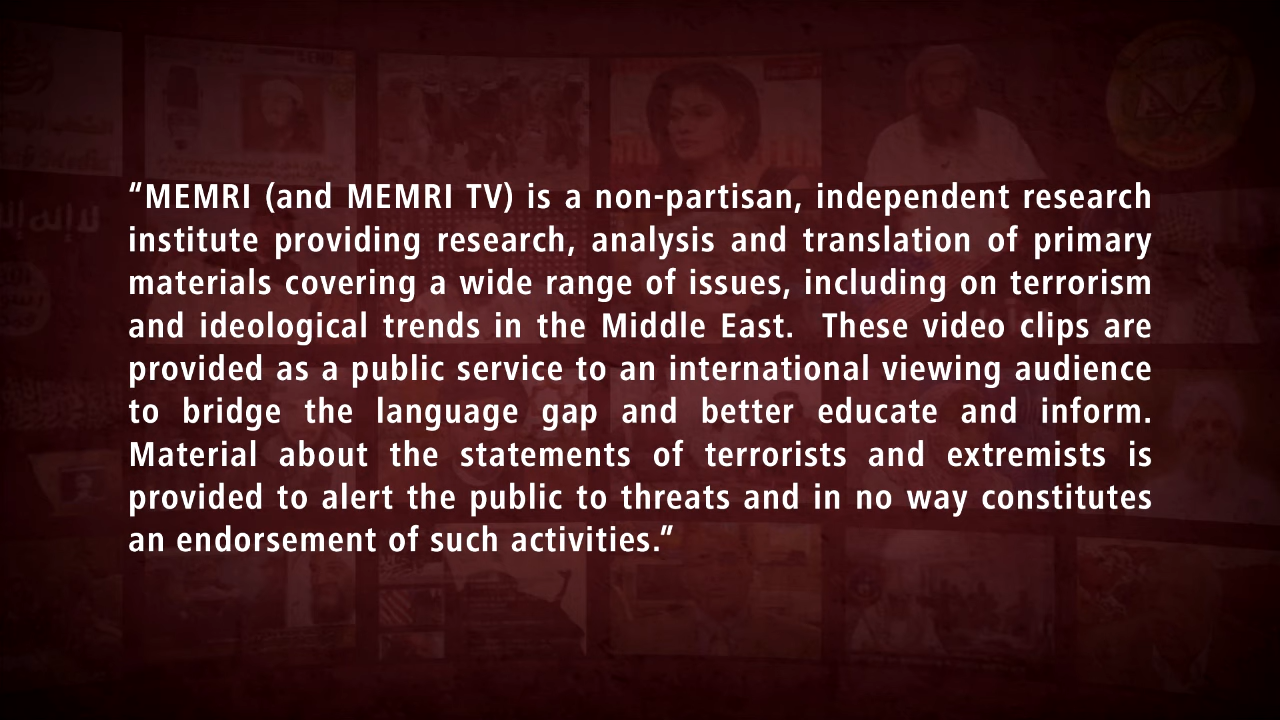 “MEMRI (and MEMRI TV) is a non-partisan, independent research
institute providing research, analysis and translation of primary
materials covering a wide range of issues, including on terrorism
and ideological trends in the Middle East.  These video clips are
provided as a public service to an international viewing audience
to bridge the language gap and better educate and inform.
Material about the statements of terrorists and extremists is
provided to alert the public to threats and in no way constitutes
an endorsement of such activities.”